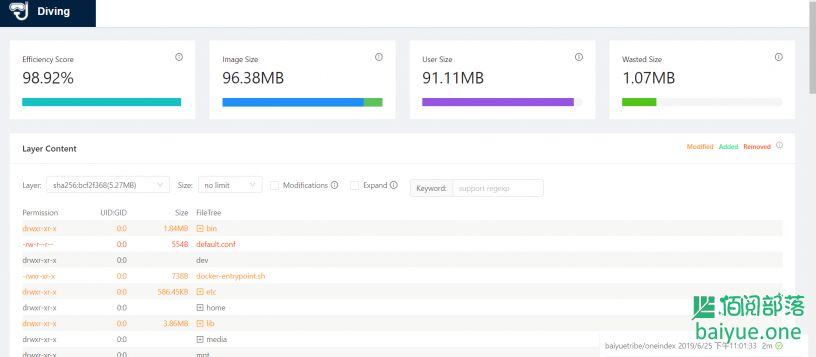 Diving
Efficiency Score Image Size User Size Wasted Size
98.92% 96.38MB 91.11MB 1.07MB
Layer Content Modified Added Removed
Layer: sha256:bcf2f368(5.27MB) Size: no limit Modifications Expand Keyword: support regexp
Permission UID:GID Size FileTree
drwxr-xr-x 0:0 1.84MB bin
-rw-r--r-- 0:0 554B default.conf
drwxr-xr-x 0:0 dev
-rwxr-xr-x 0:0 738B docker-entrypoint.sh
drwxr-xr-x 0:0 586.45KB etc
drwxr-xr-x 0:0 home
drwxr-xr-x 0:0 3.86MB lib
drwxr-xr-x 0:0 media
drwxr-xr-x 0:0 mnt
佰阅部落
baiyue.one
baiyuetribe/oneindex 2019/6/25 下午11:01:33 2m